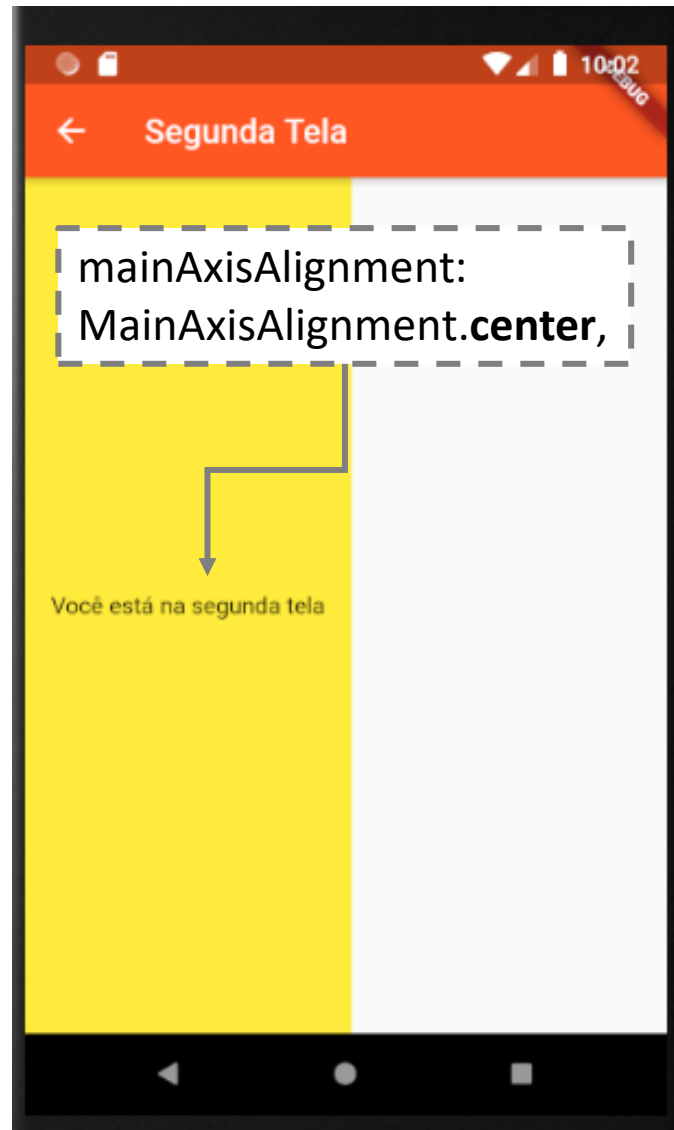 10:02
DEBUG
Segunda Tela
mainAxisAlignment:
MainAxisAlignment.center,
Você está na segunda tela